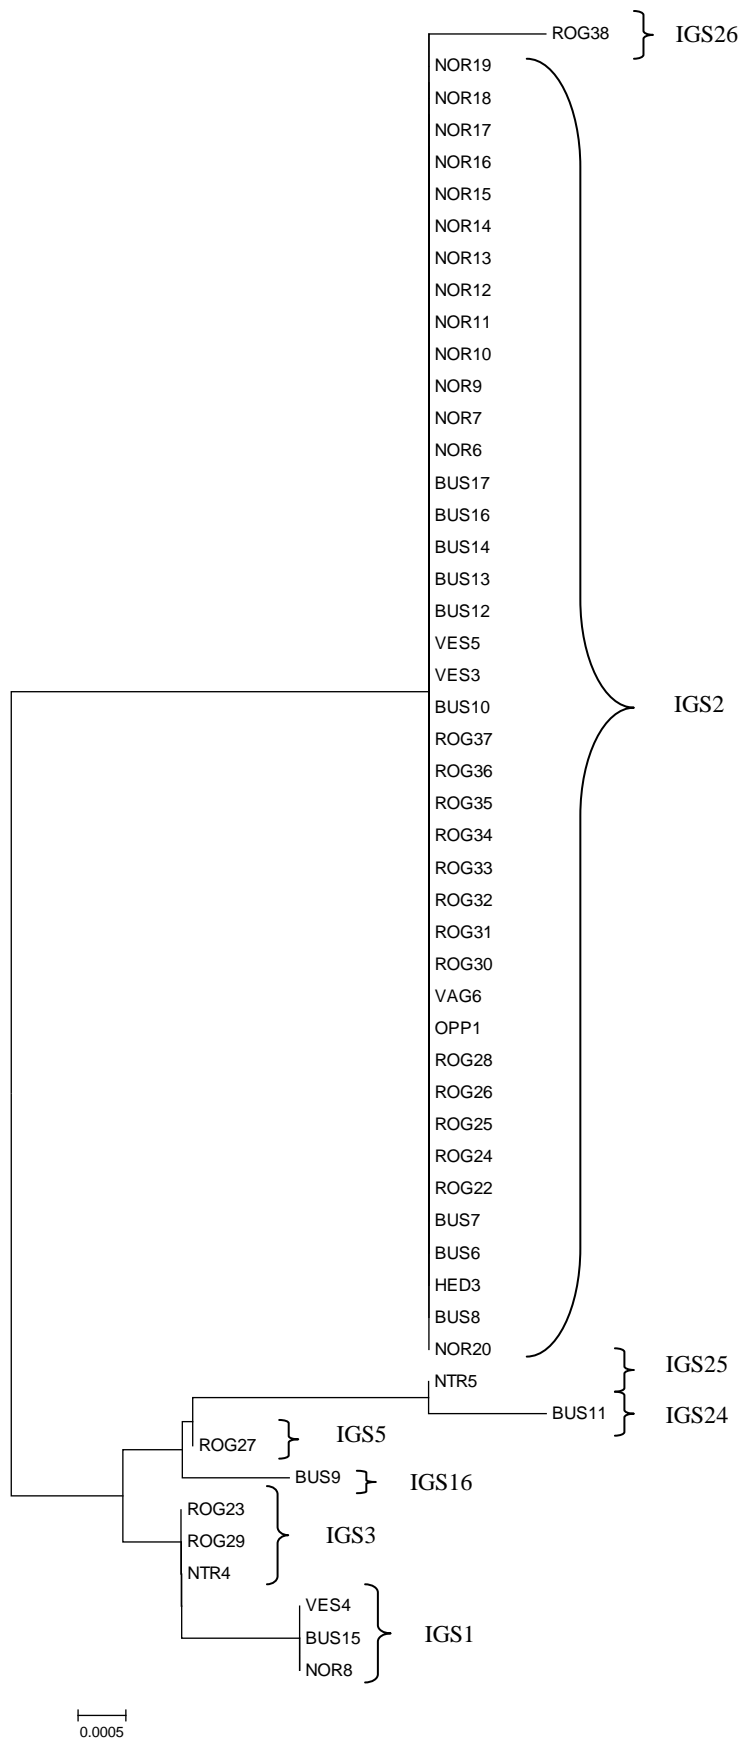 ROG38 IGS26
NOR19
NOR18
NOR17
NOR16
NOR15
NOR14
NOR13
NOR12
NOR11
NOR10
NOR9
NOR7
NOR6
BUS17
BUS16
BUS14
BUS13
BUS12
VES5
VES3
BUS10 IGS2
ROG37
ROG36
ROG35
ROG34
ROG33
ROG32
ROG31
ROG30
VAG6
OPP1
ROG28
ROG26
ROG25
ROG24
ROG22
BUS7
BUS6
HED3
BUS8
NOR20
NTR5 IGS25
BUS11 IGS24
ROG27 IGS5
BUS9 IGS16
ROG23
ROG29 IGS3
NTR4
VES4
BUS15 IGS1
NOR8
0.0005